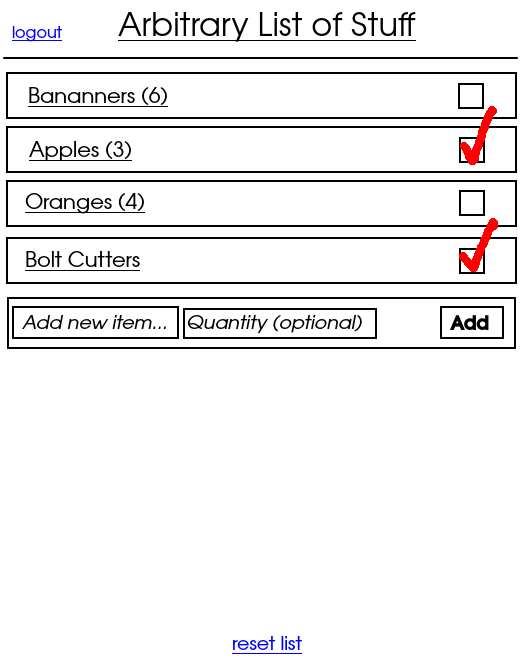 logout
Arbitrary List of Stuff
Bananners (6)
Apples (3)
Oranges (4)
Bolt Cutters
Add new item... Quantity (optional) Add
reset list